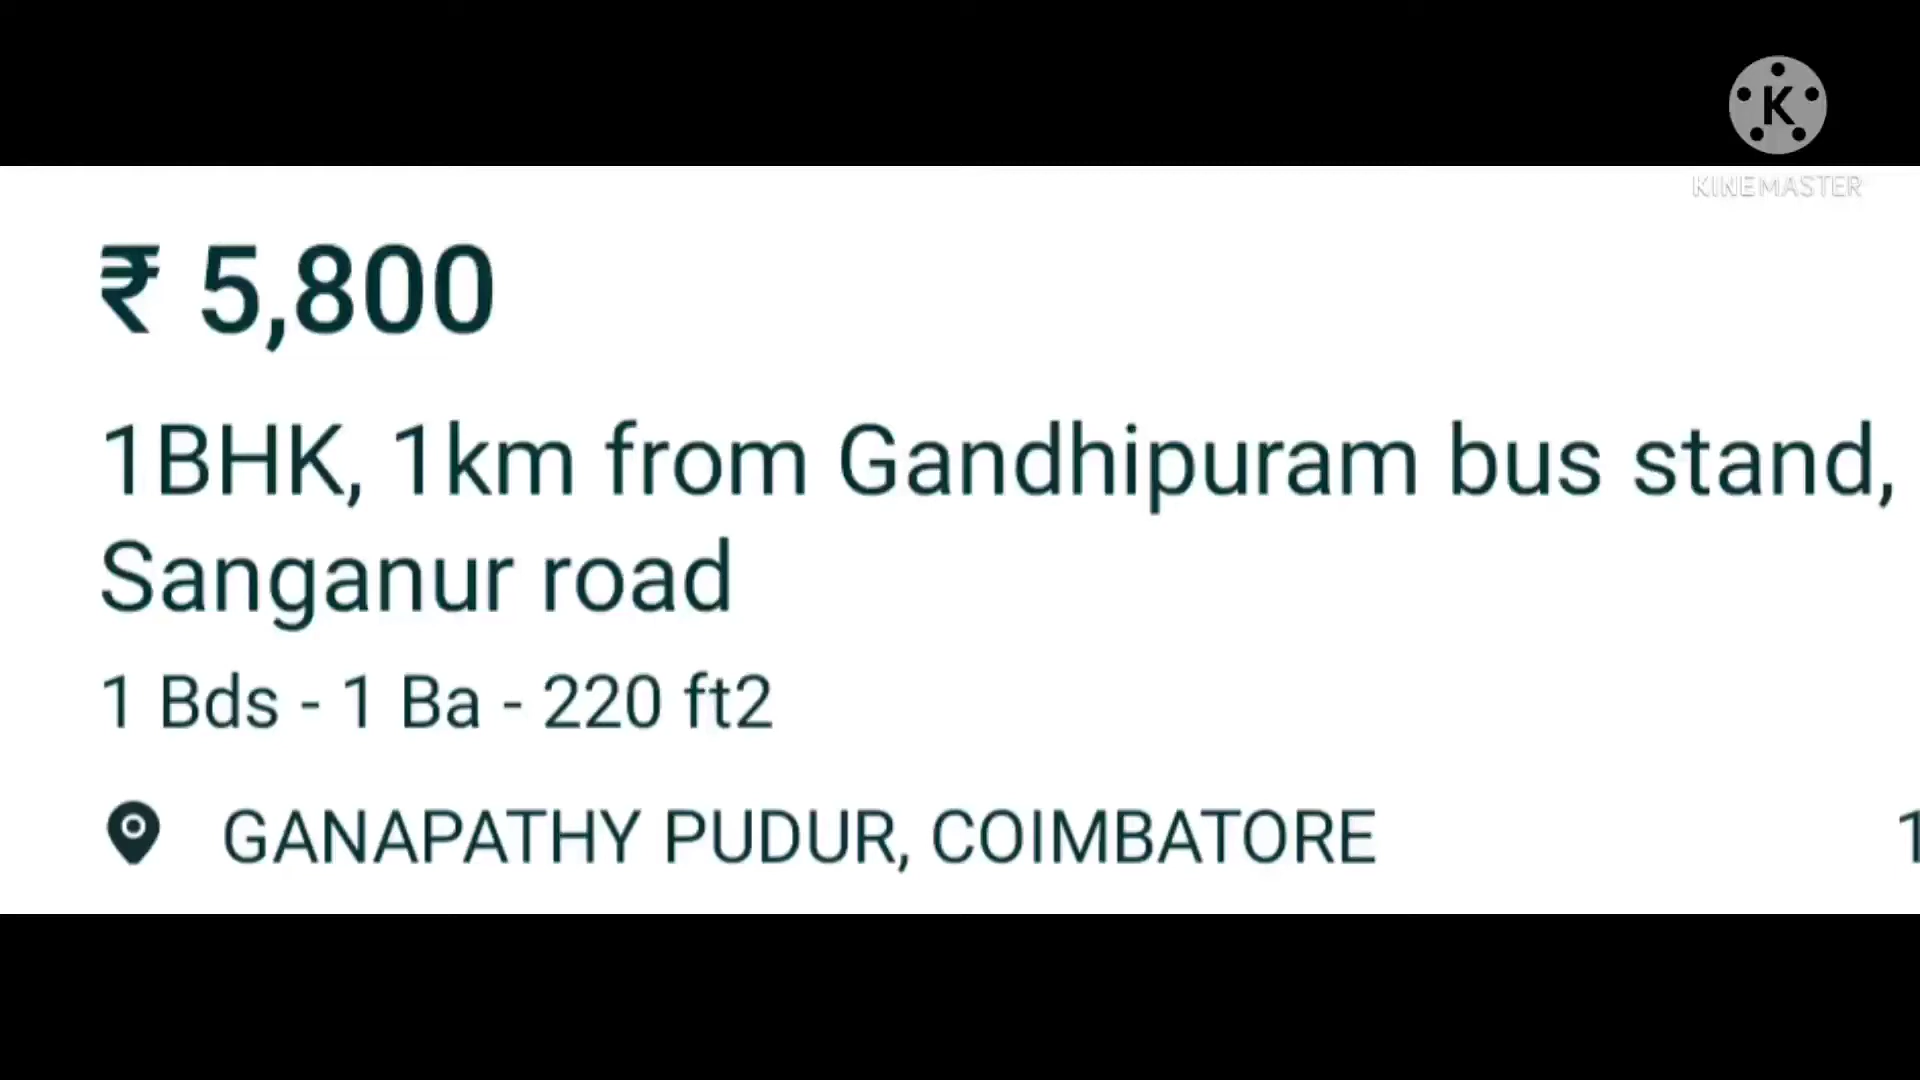 K
KINEMASTER
₹ 5,800
1BHK, 1km from Gandhipuram bus stand,
Sanganur road
1 Bds - 1 Ba - 220 ft2
GANAPATHY PUDUR, COIMBATORE